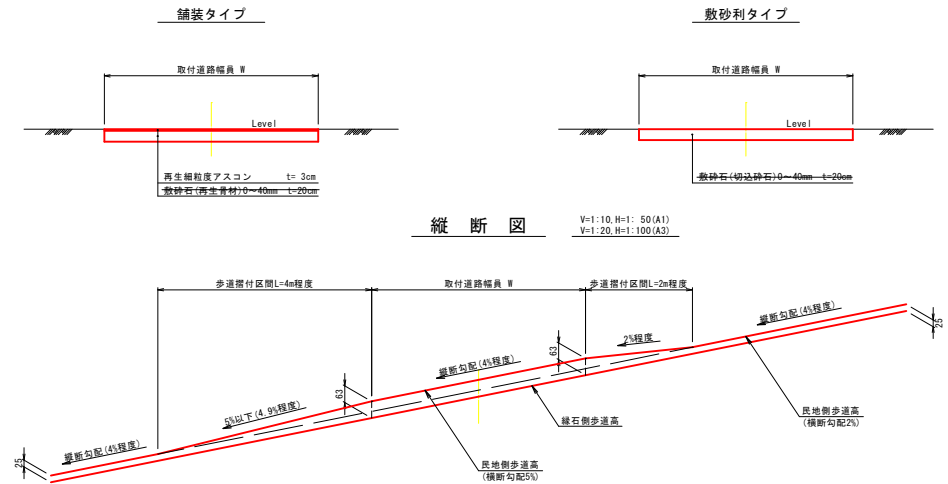 舗装タイプ
敷砂利タイプ
取付道路幅員 W
取付道路幅員 W
Level
Level
再生細粒度アスコン t= 3cm
敷砕石(再生骨材)0~40mm t=20cm
敷砕石(切込砕石)0~40mm t=20cm
縦 断 図
V=1:10,H=1: 50(A1)
V=1:20,H=1:100(A3)
歩道摺付区間L=4m程度
取付道路幅員 W
歩道摺付区間L=2m程度
縦断勾配(4%程度)
25
2%程度
63
縦断勾配(4%程度)
63
5%以下(4.9%程度)
民地側歩道高
(横断勾配2%)
縁石側歩道高
縦断勾配(4%程度)
25
民地側歩道高
(横断勾配5%)